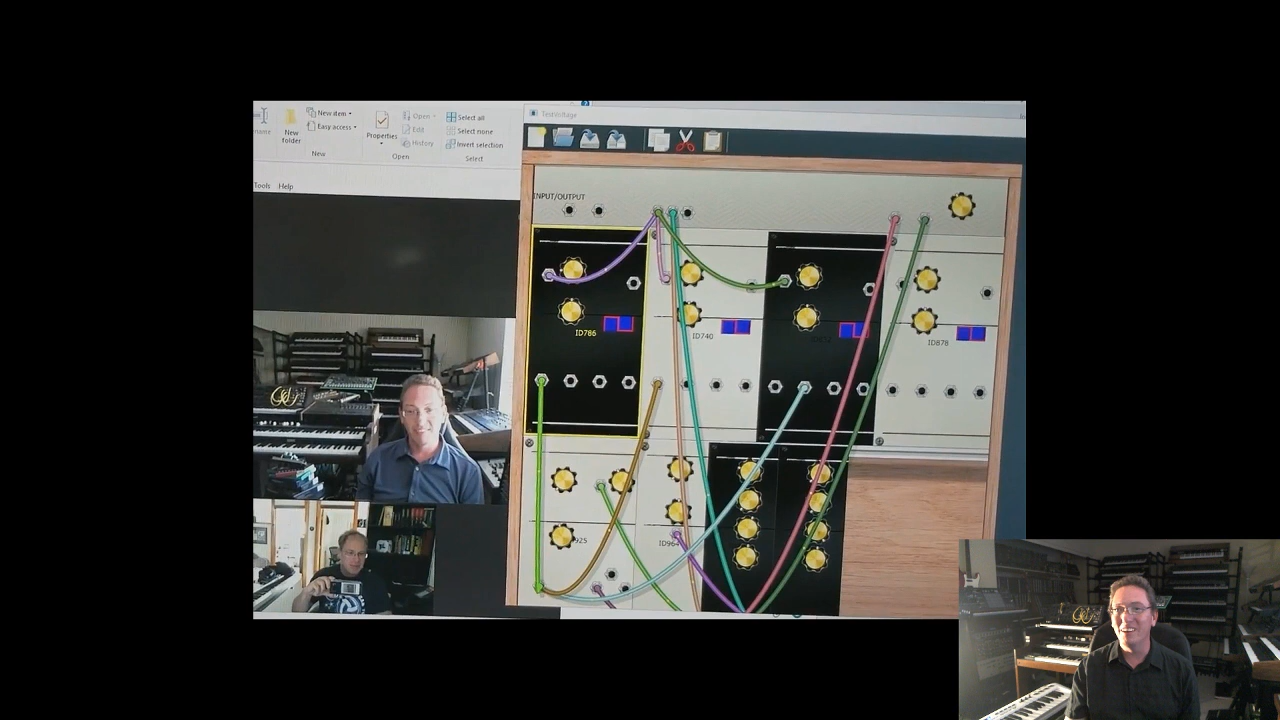 New item
Easy access
New
folder
New
Properties
Open
Edit
History
Open
Select all
Select none
Invert selection
Select
Tools Help
TestVoltage
INPUT/OUTPUT
ID786
ID740
ID878